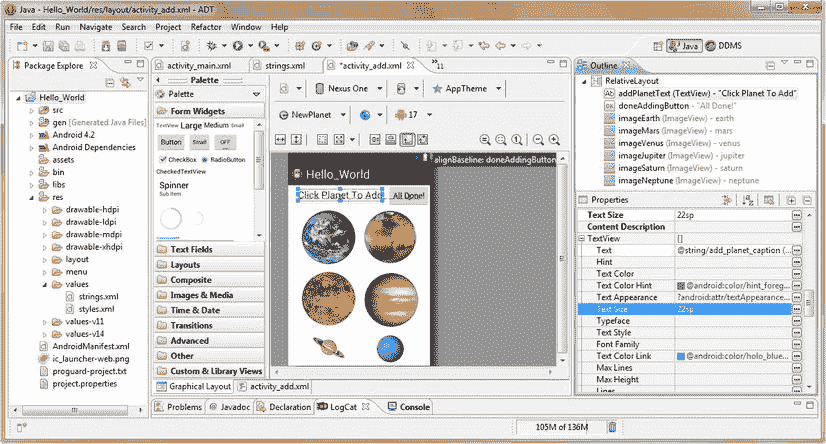 Java - Hello_World/res/layout/activity_add.xml - ADT
File Edit Run Source Navigate Search Project Refactor Window Help
Java DDMS
Package Explorer
Hello_World
src
gen [Generated Java Files]
Android 4.2
Android Dependencies
assets
bin
libs
res
drawable-hdpi
drawable-ldpi
drawable-mdpi
drawable-xhdpi
layout
menu
values
strings.xml
styles.xml
values-v11
values-v14
AndroidManifest.xml
ic_launcher-web.png
proguard-project.txt
project.properties
activity_main.xml strings.xml *activity_add.xml 11
Palette
Palette
Form Widgets
TextView Large Medium Small
Button Small OFF
CheckBox RadioButton
CheckedTextView
Spinner
Sub Item
Text Fields
Layouts
Composite
Images & Media
Time & Date
Transitions
Advanced
Other
Custom & Library Views
Graphical Layout activity_add.xml
Nexus One AppTheme
NewPlanet 17
alignBaseline: doneAddingButton
Hello_World
Click Planet To Add All Done!
Outline
RelativeLayout
Ab addPlanetText (TextView) - "Click Planet To Add"
OK doneAddingButton - "All Done!"
imageEarth (ImageView) - earth
imageMars (ImageView) - mars
imageVenus (ImageView) - venus
imageJupiter (ImageView) - jupiter
imageSaturn (ImageView) - saturn
imageNeptune (ImageView) - neptune
Properties
Text Size 22sp
Content Description
TextView []
Text @string/add_planet_caption (...
Hint
Text Color
Text Color Hint @android:color/hint_foreg...
Text Appearance ?android:attr/textAppearance...
Text Size 22sp
Typeface
Text Style
Font Family
Text Color Link @android:color/holo_blue...
Max Lines
Max Height
Lines
Problems @ Javadoc Declaration LogCat Console
105M of 136M